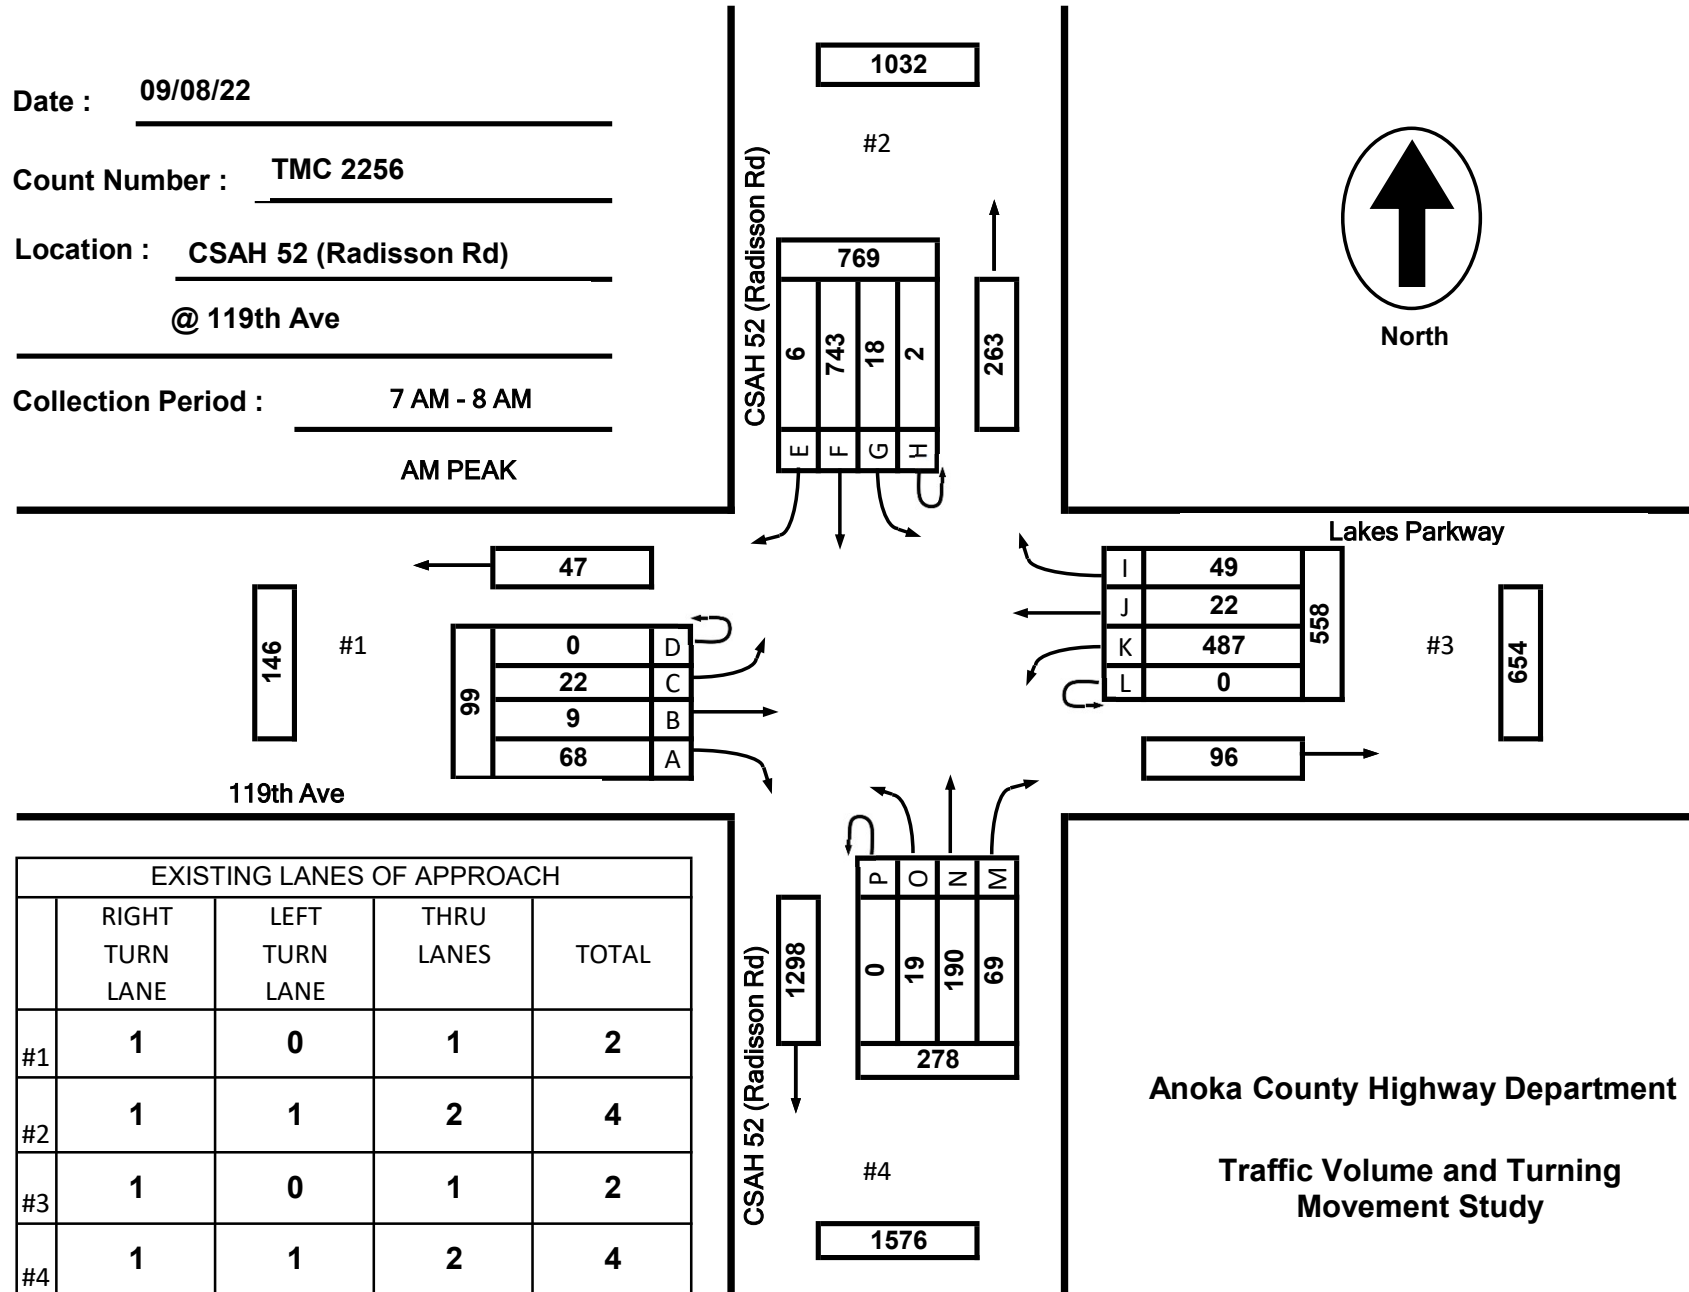 Date : 09/08/22
Count Number : TMC 2256
Location : CSAH 52 (Radisson Rd)
@ 119th Ave
Collection Period : 7 AM - 8 AM
AM PEAK
1032
#2
CSAH 52 (Radisson Rd)
769
6 743 18 2
E F G H
263
North
Lakes Parkway
47
146
#1
99
0 D
22 C
9 B
68 A
119th Ave
I 49
J 22
K 487
L 0
558
#3
654
96
P O N M
0 19 190 69
278
1298
CSAH 52 (Radisson Rd)
#4
1576
EXISTING LANES OF APPROACH
RIGHT TURN LANE
LEFT TURN LANE
THRU LANES
TOTAL
#1 1 0 1 2
#2 1 1 2 4
#3 1 0 1 2
#4 1 1 2 4
Anoka County Highway Department
Traffic Volume and Turning
Movement Study